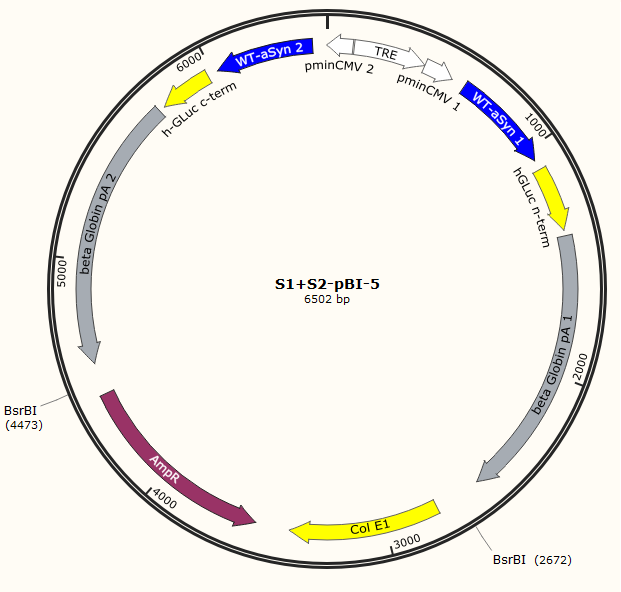 WT-aSyn 2
TRE
pminCMV 2
pminCMV 1
6000
h-GLuc c-term
WT-aSyn 1
1000
hGLuc n-term
beta Globin pA 2
5000
S1+S2-pBI-5
6502 bp
beta Globin pA 1
2000
BsrBI
(4473)
AmpR
4000
Col E1
3000
BsrBI (2672)